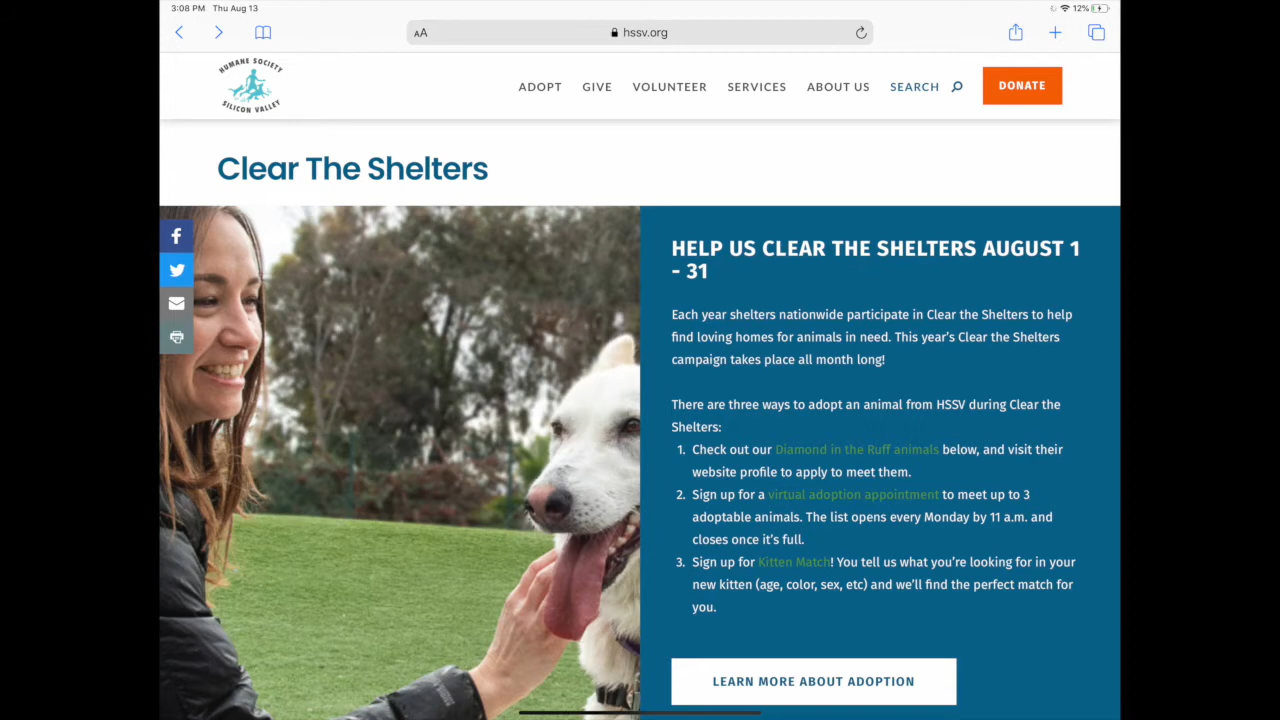 3:08 PM Thu Aug 13
12%
AA
hssv.org
HUMANE SOCIETY
SILICON VALLEY
ADOPT GIVE VOLUNTEER SERVICES ABOUT US SEARCH
DONATE
Clear The Shelters
HELP US CLEAR THE SHELTERS AUGUST 1
- 31
Each year shelters nationwide participate in Clear the Shelters to help
find loving homes for animals in need. This year's Clear the Shelters
campaign takes place all month long!
There are three ways to adopt an animal from HSSV during Clear the
Shelters:
1. Check out our Diamond in the Ruff animals below, and visit their
website profile to apply to meet them.
2. Sign up for a virtual adoption appointment to meet up to 3
adoptable animals. The list opens every Monday by 11 a.m. and
closes once it's full.
3. Sign up for Kitten Match! You tell us what you're looking for in your
new kitten (age, color, sex, etc) and we'll find the perfect match for
you.
LEARN MORE ABOUT ADOPTION